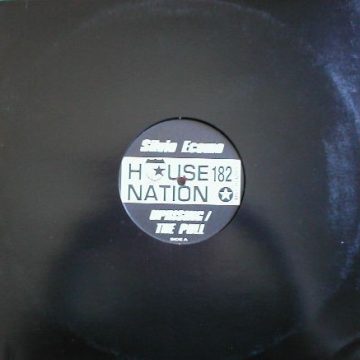 Silvio Ecomo
HOUSE 182
NATION
UPRISING /
THE PULL
SIDE A